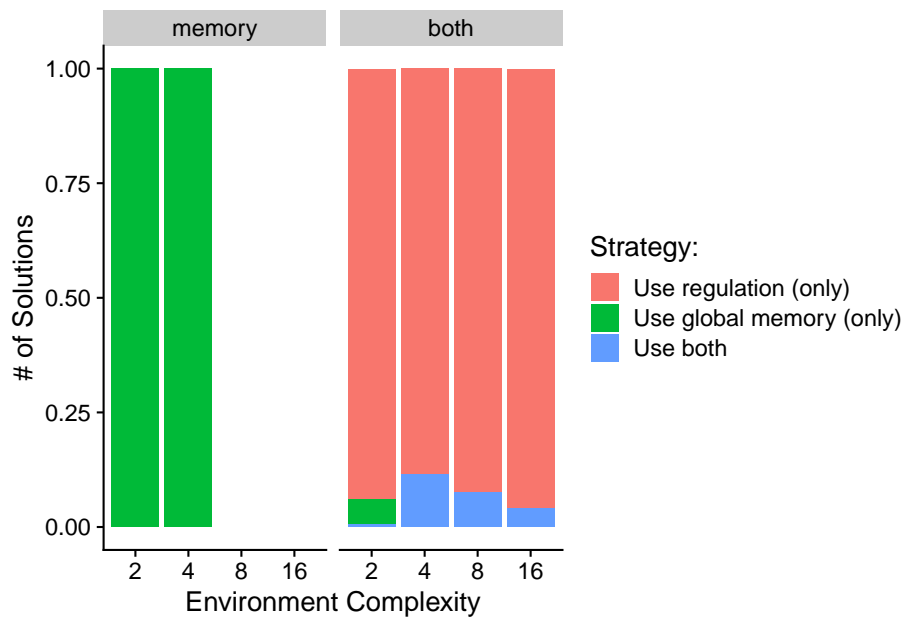 memory both
# of Solutions
1.00
0.75
0.50
0.25
0.00
2 4 8 16 2 4 8 16
Environment Complexity
Strategy:
Use regulation (only)
Use global memory (only)
Use both